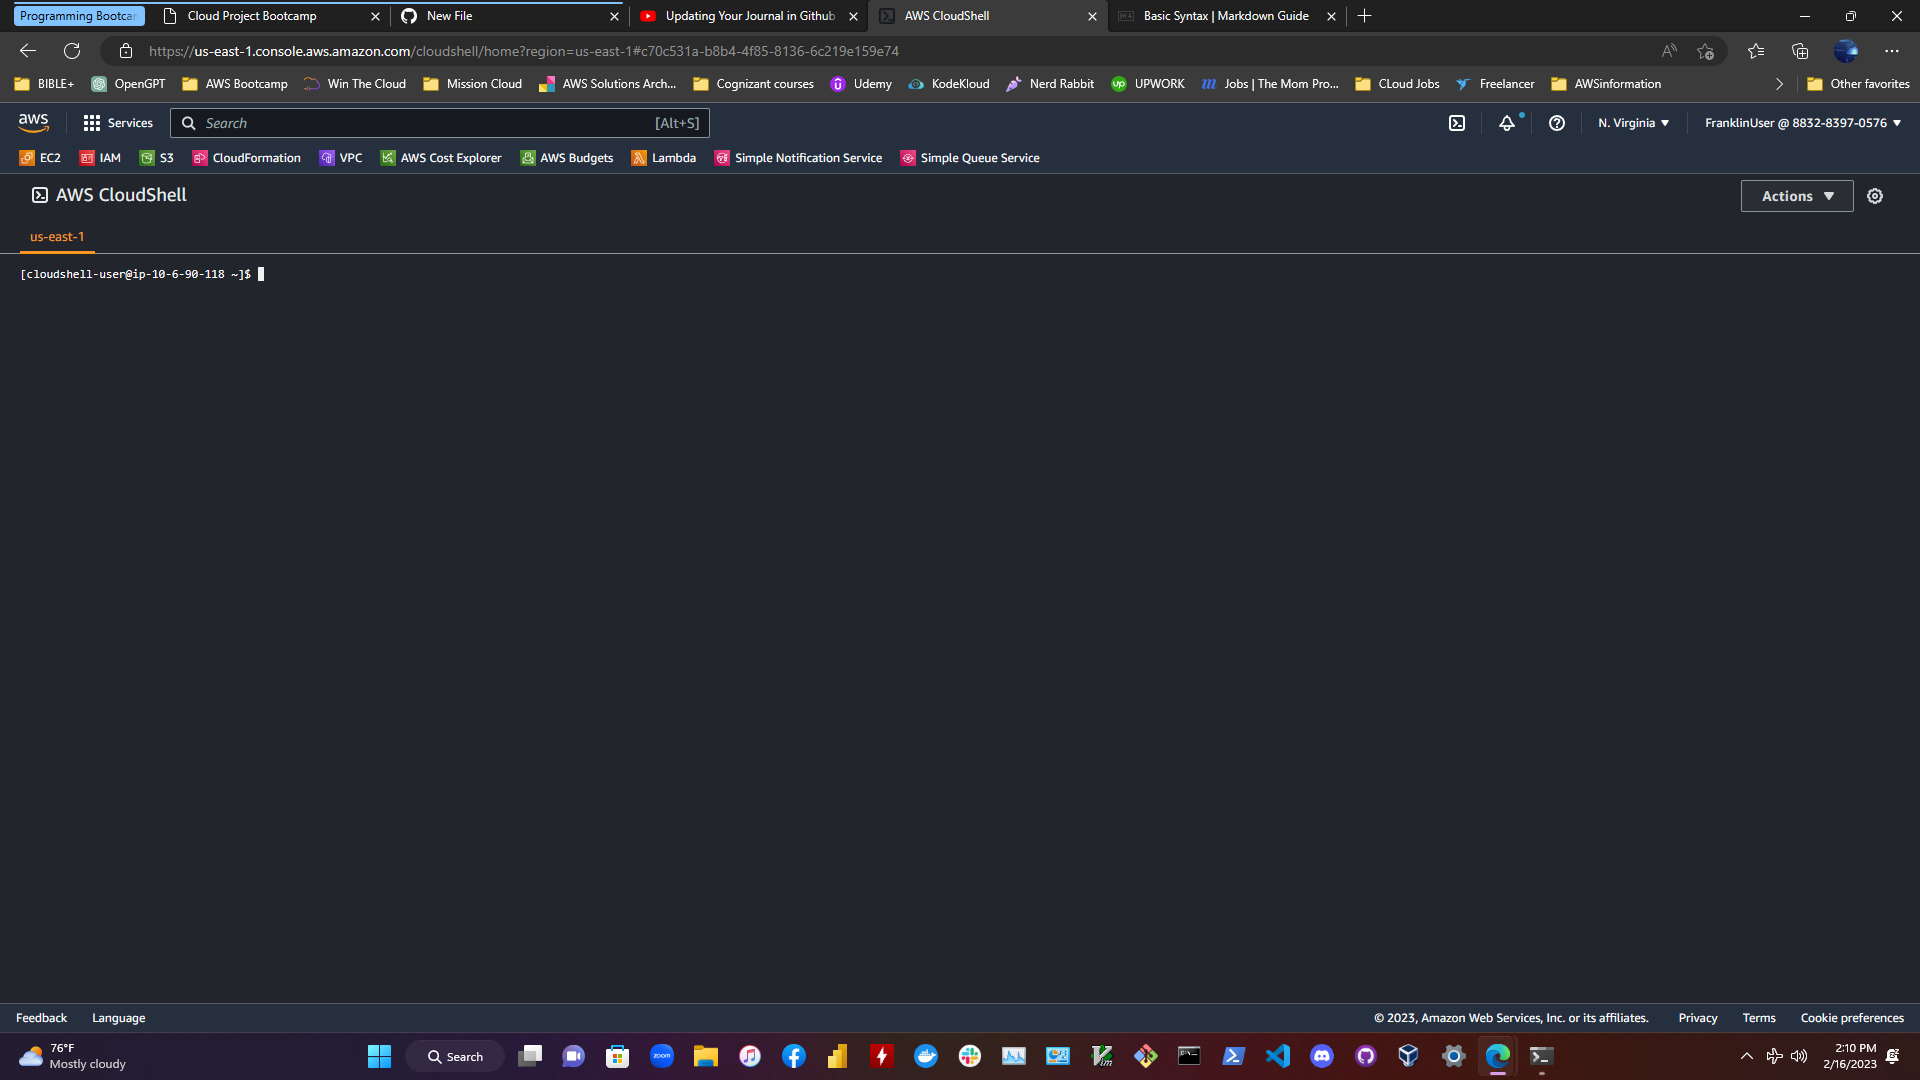 Programming Bootcar
Cloud Project Bootcamp
New File
Updating Your Journal in Github
AWS CloudShell
Basic Syntax | Markdown Guide
https://us-east-1.console.aws.amazon.com/cloudshell/home?region=us-east-1#c70c531a-b8b4-4f85-8136-6c219e159e74
BIBLE+
OpenGPT
AWS Bootcamp
Win The Cloud
Mission Cloud
AWS Solutions Arch...
Cognizant courses
Udemy
KodeKloud
Nerd Rabbit
UPWORK
Jobs | The Mom Pro...
CLoud Jobs
Freelancer
AWSinformation
Other favorites
aws
Services
Search
[Alt+S]
N. Virginia
FranklinUser @ 8832-8397-0576
EC2
IAM
S3
CloudFormation
VPC
AWS Cost Explorer
AWS Budgets
Lambda
Simple Notification Service
Simple Queue Service
AWS CloudShell
Actions
us-east-1
[cloudshell-user@ip-10-6-90-118 ~]$
Feedback
Language
© 2023, Amazon Web Services, Inc. or its affiliates.
Privacy
Terms
Cookie preferences
76°F
Mostly cloudy
Search
zoom
2:10 PM
2/16/2023